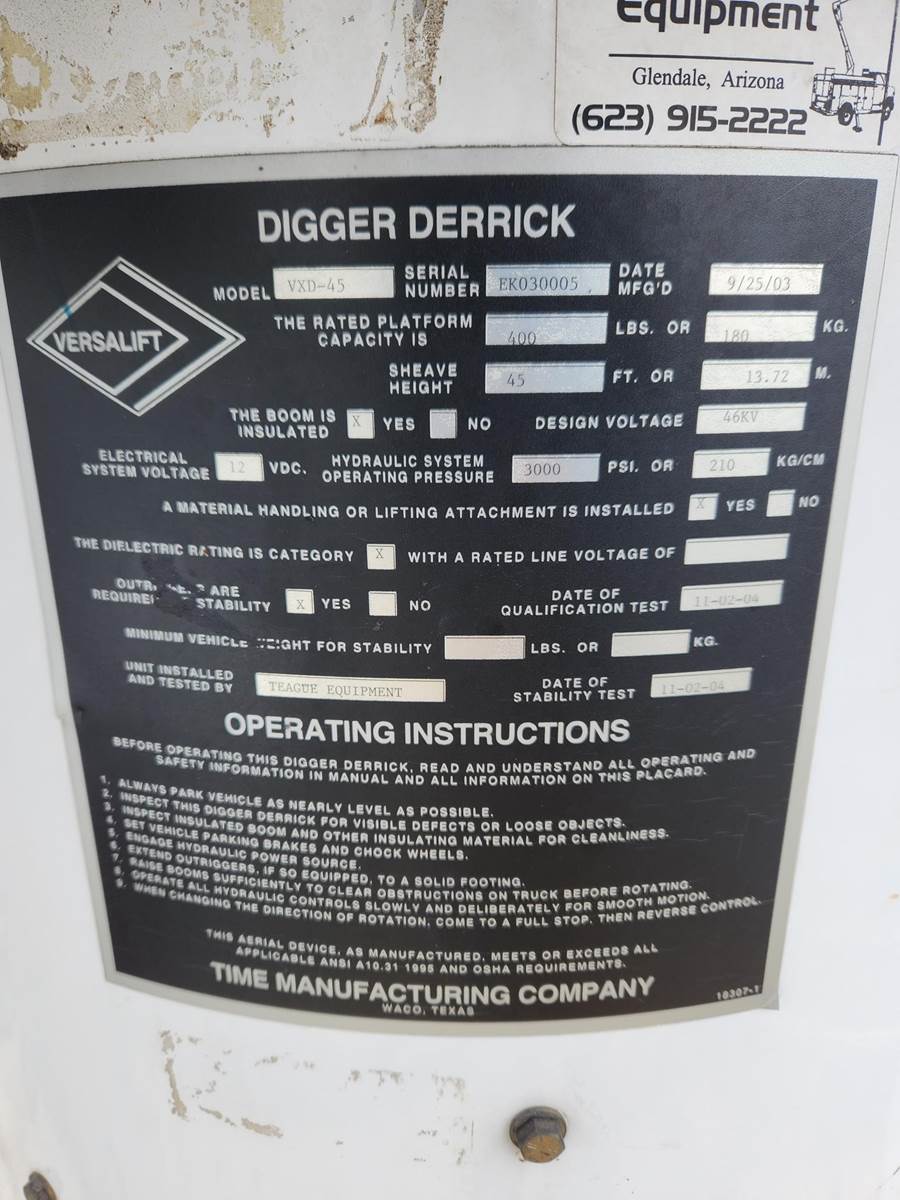 Equipment
Glendale, Arizona
(623) 915-2222
DIGGER DERRICK
VERSALIFT
MODEL VXD-45 SERIAL NUMBER EK030005 DATE MFG'D 9/25/03
THE RATED PLATFORM CAPACITY IS 400 LBS. OR 180 KG.
SHEAVE HEIGHT 45 FT. OR 13.72 M.
THE BOOM IS INSULATED X YES NO DESIGN VOLTAGE 46KV
ELECTRICAL SYSTEM VOLTAGE 12 VDC. HYDRAULIC SYSTEM OPERATING PRESSURE 3000 PSI. OR 210 KG/CM
A MATERIAL HANDLING OR LIFTING ATTACHMENT IS INSTALLED X YES NO
THE DIELECTRIC RATING IS CATEGORY X WITH A RATED LINE VOLTAGE OF
ARE STABILITY X YES NO DATE OF QUALIFICATION TEST 11-02-04
MINIMUM VEHICLE FOR STABILITY LBS. OR KG.
UNIT INSTALLED AND TESTED BY TEAGUE EQUIPMENT DATE OF STABILITY TEST 11-02-04
OPERATING INSTRUCTIONS
BEFORE OPERATING THIS DIGGER DERRICK, READ AND UNDERSTAND ALL OPERATING AND
SAFETY INFORMATION IN MANUAL AND ALL INFORMATION ON THIS PLACARD.
1. ALWAYS PARK VEHICLE AS NEARLY LEVEL AS POSSIBLE.
2. INSPECT THIS DIGGER DERRICK FOR VISIBLE DEFECTS OR LOOSE OBJECTS.
3. INSPECT INSULATED BOOM AND OTHER INSULATING MATERIAL FOR CLEANLINESS.
4. SET VEHICLE PARKING BRAKES AND CHOCK WHEELS.
5. ENGAGE HYDRAULIC POWER SOURCE.
6. EXTEND OUTRIGGERS, IF SO EQUIPPED, TO A SOLID FOOTING.
7. RAISE BOOMS SUFFICIENTLY TO CLEAR OBSTRUCTIONS ON TRUCK BEFORE ROTATING.
8. OPERATE ALL HYDRAULIC CONTROLS SLOWLY AND DELIBERATELY FOR SMOOTH MOTION.
9. WHEN CHANGING THE DIRECTION OF ROTATION, COME TO A FULL STOP, THEN REVERSE CONTROL.
THIS AERIAL DEVICE, AS MANUFACTURED, MEETS OR EXCEEDS ALL
APPLICABLE ANSI A10.31 1995 AND OSHA REQUIREMENTS.
TIME MANUFACTURING COMPANY
WACO, TEXAS
10307-1